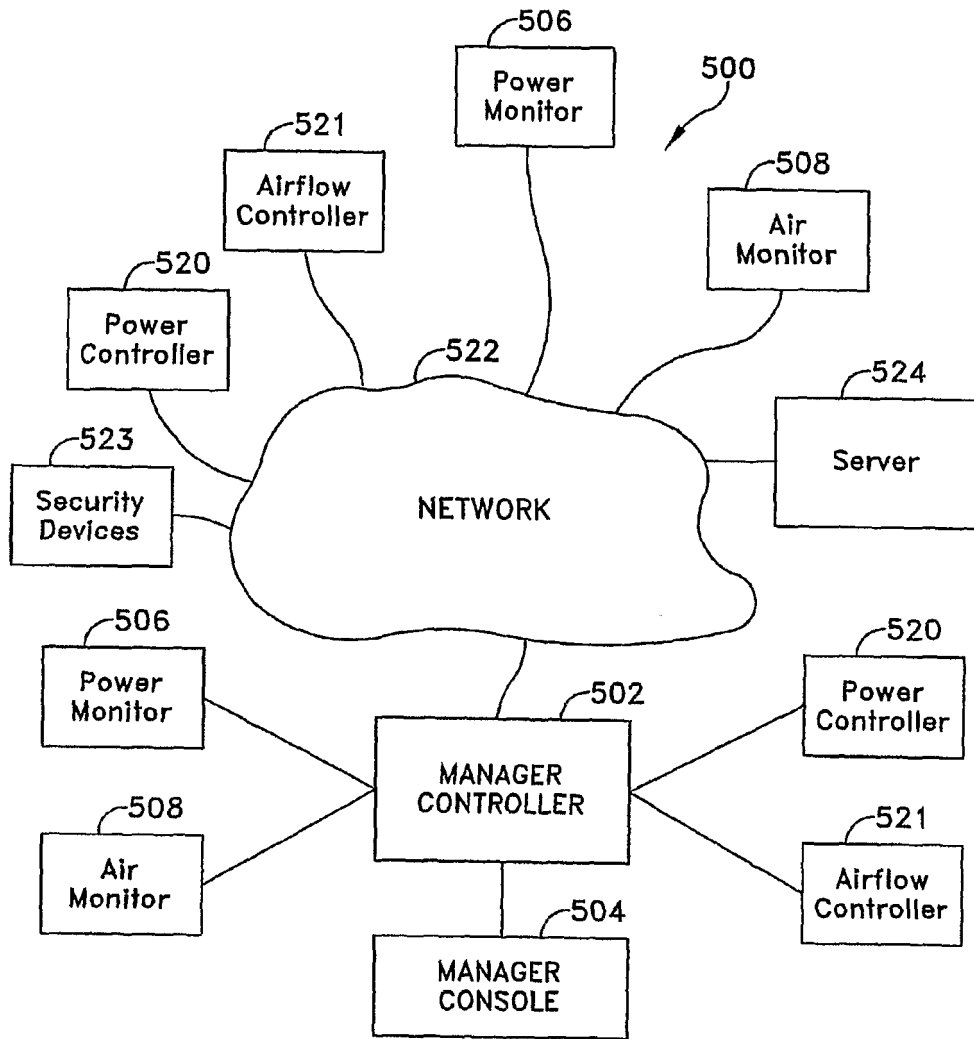 506
Power
Monitor
500
521
Airflow
Controller
508
Air
Monitor
520
Power
Controller
522
524
Server
523
Security
Devices
NETWORK
506
Power
Monitor
502
MANAGER
CONTROLLER
520
Power
Controller
508
Air
Monitor
521
Airflow
Controller
504
MANAGER
CONSOLE